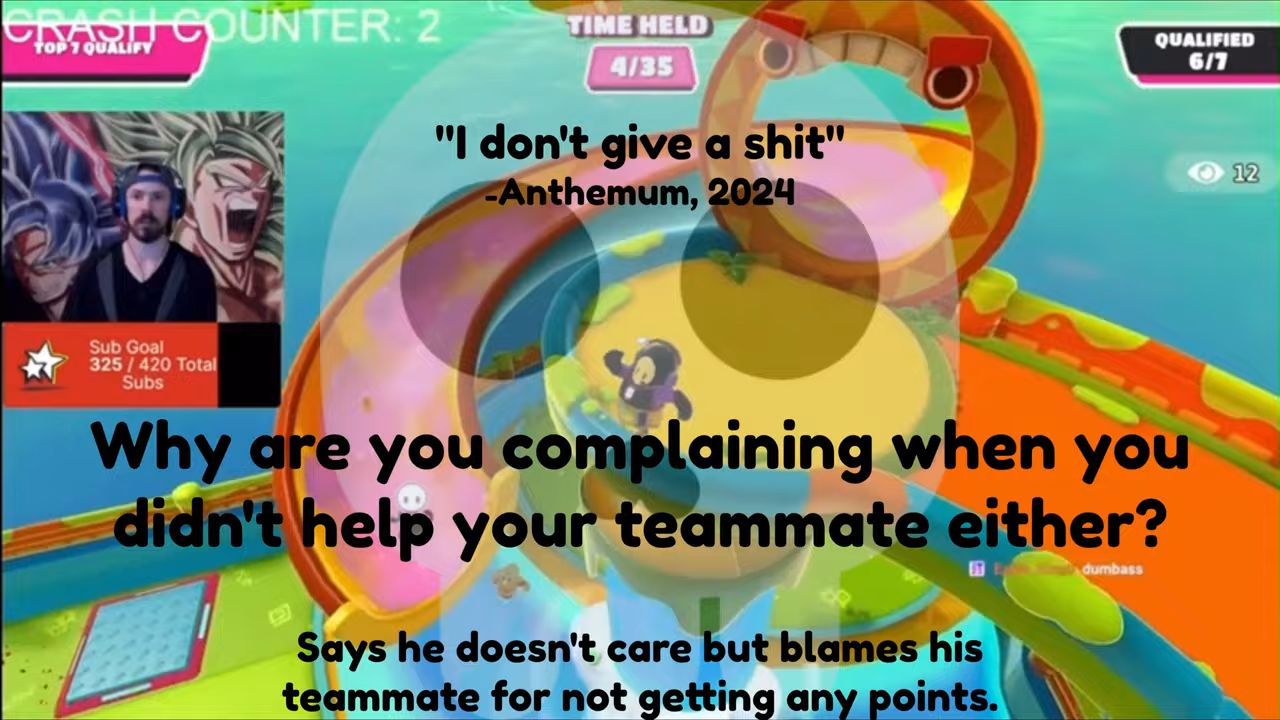 CRASH COUNTER: 2
TOP 7 QUALIFY
TIME HELD
4/35
QUALIFIED
6/7
"I don't give a shit"
-Anthemum, 2024
12
Sub Goal
325 / 420 Total
Subs
Why are you complaining when you
didn't help your teammate either?
dumbass
Says he doesn't care but blames his
teammate for not getting any points.